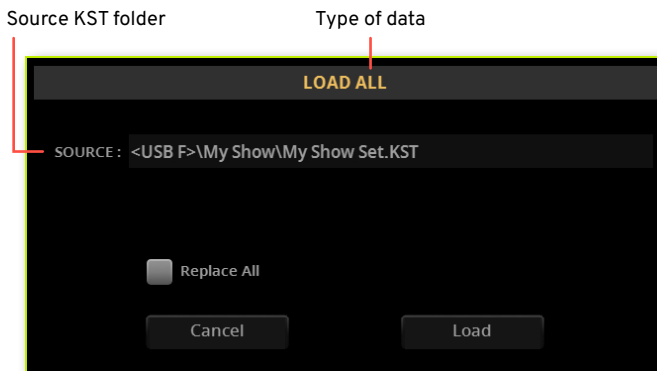 Source KST folder
Type of data
LOAD ALL
SOURCE : <USB F>\My Show\My Show Set.KST
Replace All
Cancel
Load